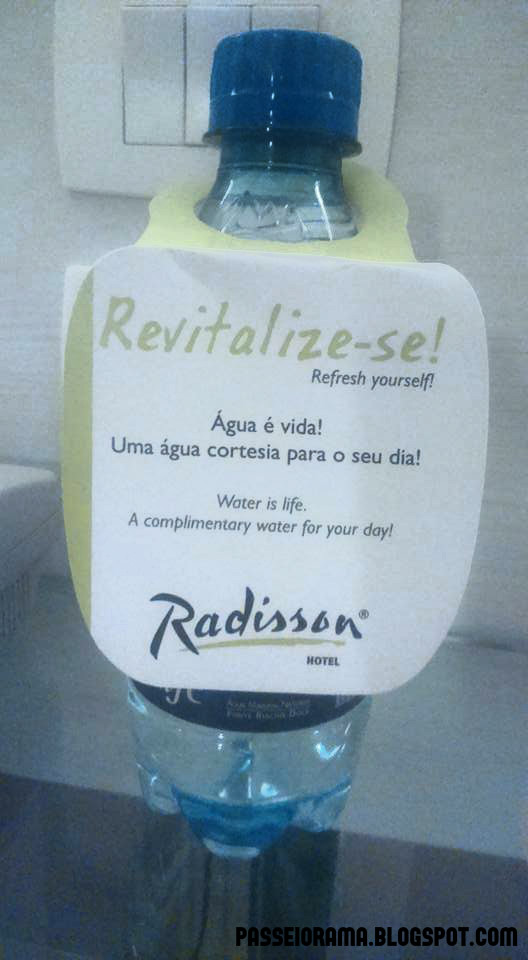 Revitalize-se!
Refresh yourself!
Água é vida!
Uma água cortesia para o seu dia!
Water is life.
A complimentary water for your day!
Radisson®
HOTEL
PASSEIORAMA.BLOGSPOT.COM